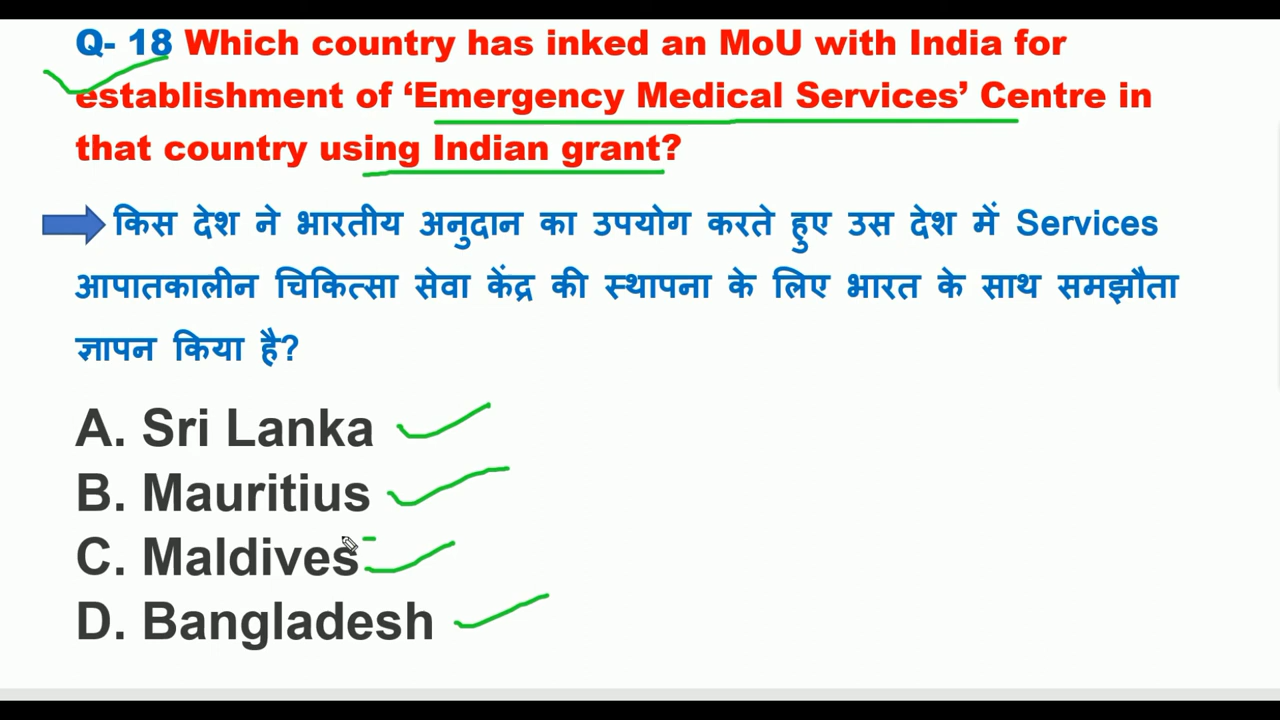 Q- 18 Which country has inked an MoU with India for
establishment of ‘Emergency Medical Services’ Centre in
that country using Indian grant?
किस देश ने भारतीय अनुदान का उपयोग करते हुए उस देश में Services
आपातकालीन चिकित्सा सेवा केंद्र की स्थापना के लिए भारत के साथ समझौता
ज्ञापन किया है?
A. Sri Lanka
B. Mauritius
C. Maldives
D. Bangladesh